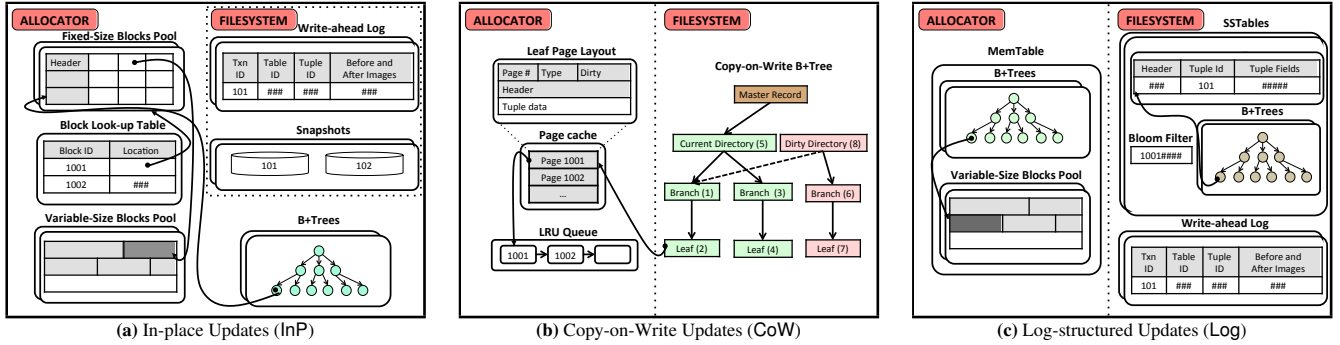 ALLOCATOR
FILESYSTEM
Fixed-Size Blocks Pool
Header
Block Look-up Table
Block ID Location
1001
1002 ###
Variable-Size Blocks Pool
Write-ahead Log
Txn ID Table ID Tuple ID Before and After Images
101 ### ### ###
Snapshots
101 102
B+Trees
(a) In-place Updates (InP)
ALLOCATOR
FILESYSTEM
Leaf Page Layout
Page # Type Dirty
Header
Tuple data
Page cache
Page 1001
Page 1002
...
LRU Queue
1001 1002
Copy-on-Write B+Tree
Master Record
Current Directory (5) Dirty Directory (8)
Branch (1) Branch (3) Branch (6)
Leaf (2) Leaf (4) Leaf (7)
(b) Copy-on-Write Updates (CoW)
ALLOCATOR
FILESYSTEM
MemTable
B+Trees
Variable-Size Blocks Pool
SSTables
Header Tuple Id Tuple Fields
### 101 #####
B+Trees
Bloom Filter
1001####
Write-ahead Log
Txn ID Table ID Tuple ID Before and After Images
101 ### ### ###
(c) Log-structured Updates (Log)